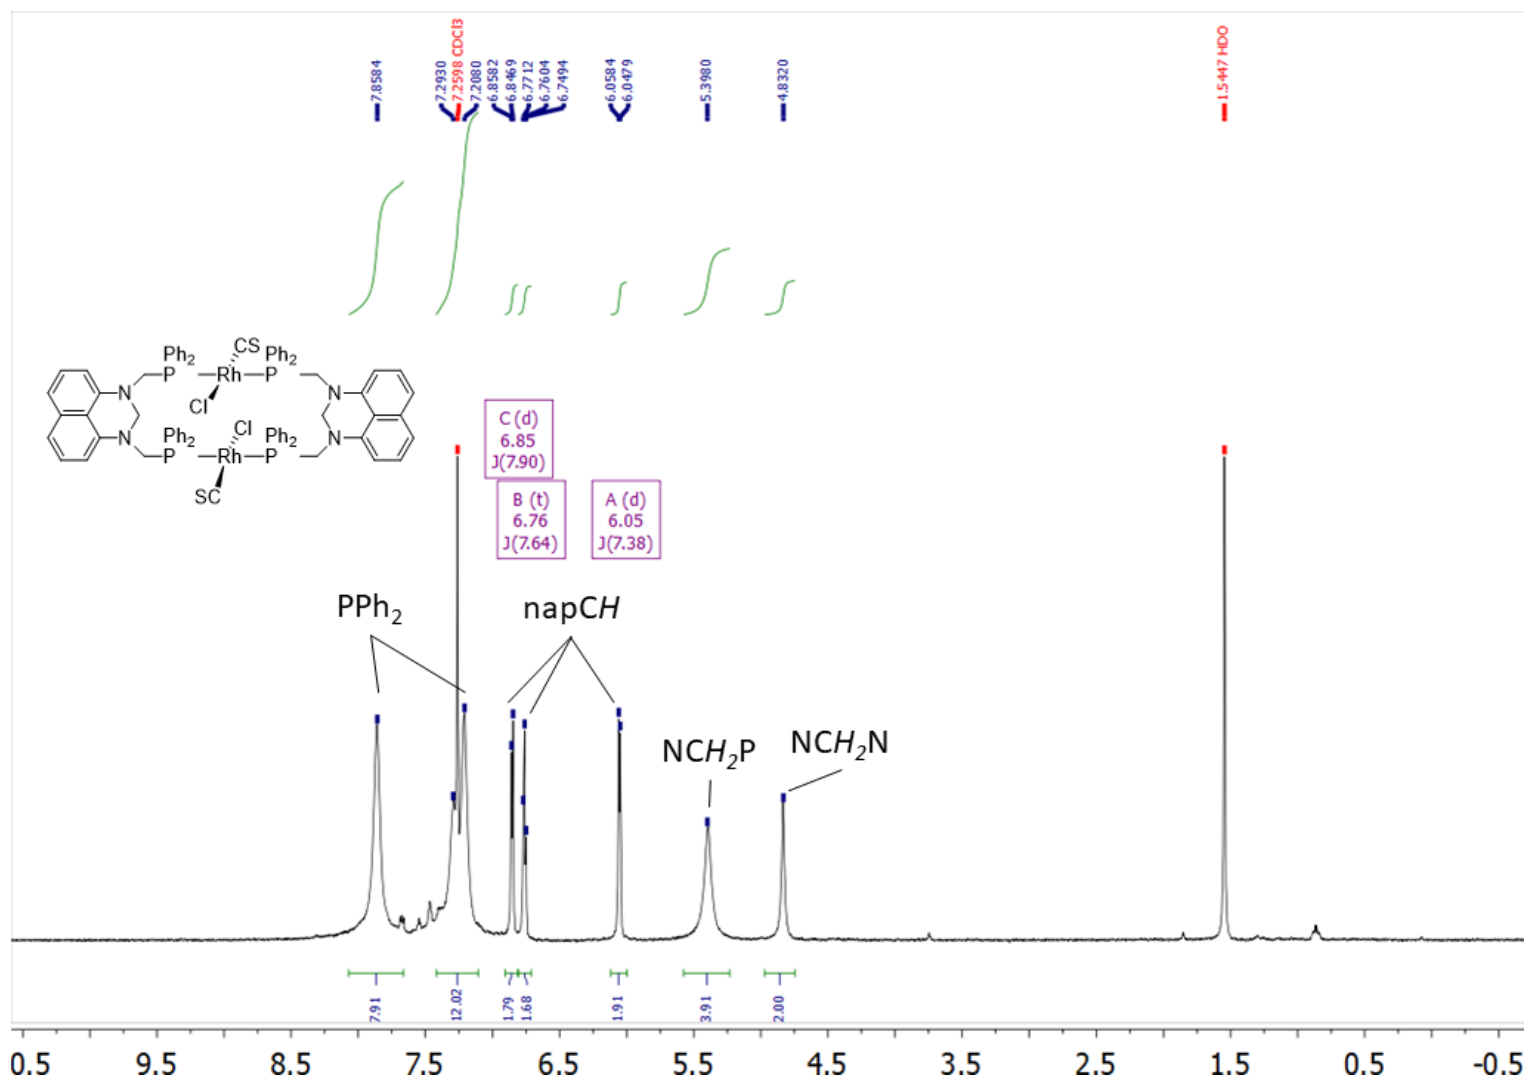 7.8584
7.2930
7.2598 CDCl3
7.2080
6.8582
6.8469
6.7712
6.7604
6.7494
6.0584
6.0479
5.3980
4.8320
1.5447 HDO
Ph2
CS
Ph2
N
P
Rh
P
N
Cl
Cl
Ph2
Ph2
N
P
Rh
P
N
SC
C (d)
6.85
J(7.90)
B (t)
6.76
J(7.64)
A (d)
6.05
J(7.38)
PPh2
napCH
NCH2P
NCH2N
7.91
12.02
1.79
1.68
1.91
3.91
2.00
0.5 9.5 8.5 7.5 6.5 5.5 4.5 3.5 2.5 1.5 0.5 -0.5